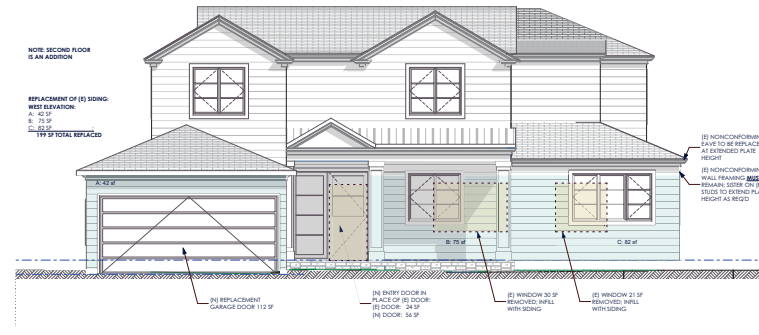 NOTE: SECOND FLOOR
IS AN ADDITION
REPLACEMENT OF (E) SIDING:
WEST ELEVATION:
A: 42 SF
B: 75 SF
C: 82 SF
199 SF TOTAL REPLACED
(E) NONCONFORMIN
EAVE TO BE REPLACE
AT EXTENDED PLATE
HEIGHT
(E) NONCONFORMIN
WALL FRAMING MUS
REMAIN; SISTER ON (
STUDS TO EXTEND PL
HEIGHT AS REQ'D
A: 42 sf
B: 75 sf
C: 82 sf
(N) REPLACEMENT
GARAGE DOOR 112 SF
(N) ENTRY DOOR IN
PLACE OF (E) DOOR:
(E) DOOR: 24 SF
(N) DOOR: 56 SF
(E) WINDOW 30 SF
REMOVED; INFILL
WITH SIDING
(E) WINDOW 21 SF
REMOVED; INFILL
WITH SIDING